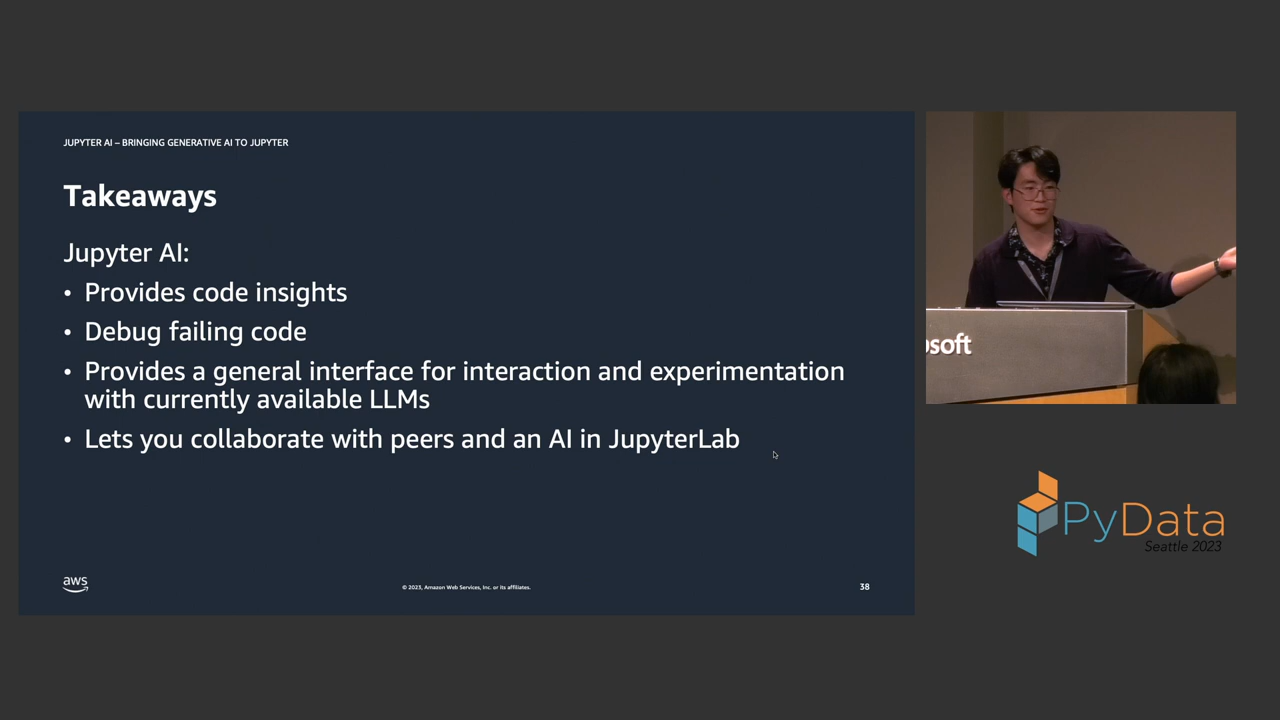 JUPYTER AI – BRINGING GENERATIVE AI TO JUPYTER
Takeaways
Jupyter AI:
• Provides code insights
• Debug failing code
• Provides a general interface for interaction and experimentation
with currently available LLMs
• Lets you collaborate with peers and an AI in JupyterLab
aws
© 2023, Amazon Web Services, Inc. or its affiliates.
38
osoft
PyData
Seattle 2023